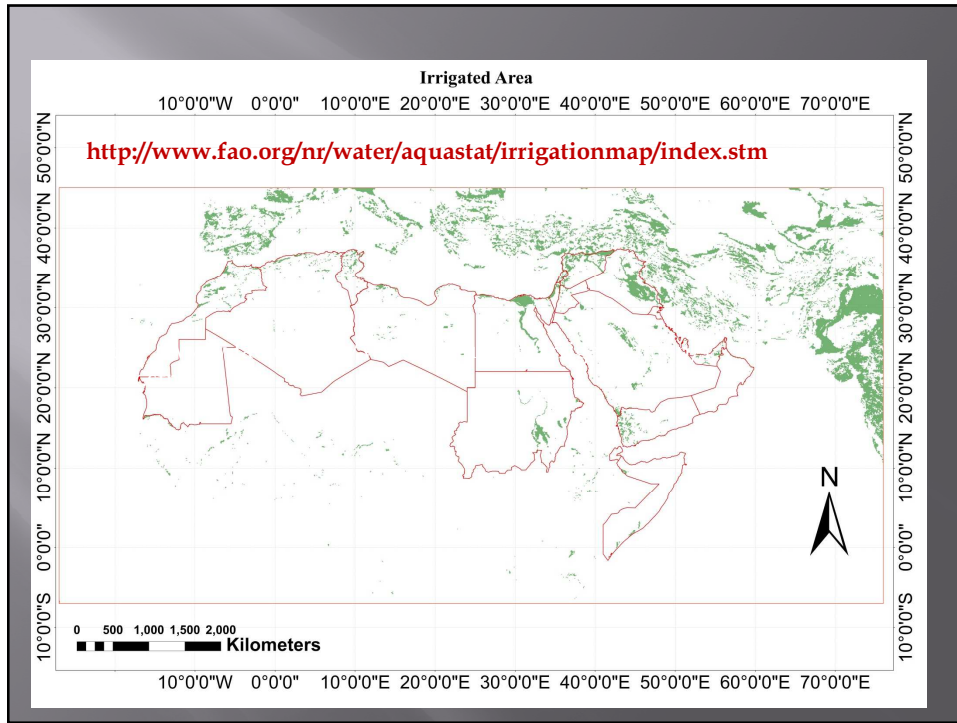 Irrigated Area
10°0'0"W 0°0'0" 10°0'0"E 20°0'0"E 30°0'0"E 40°0'0"E 50°0'0"E 60°0'0"E 70°0'0"E
http://www.fao.org/nr/water/aquastat/irrigationmap/index.stm
50°0'0"N 50°0'0"N
40°0'0"N 40°0'0"N
30°0'0"N 30°0'0"N
20°0'0"N 20°0'0"N
10°0'0"N 10°0'0"N
N
0°0'0" 0°0'0"
10°0'0"S 10°0'0"S
0 500 1,000 1,500 2,000
Kilometers
10°0'0"W 0°0'0" 10°0'0"E 20°0'0"E 30°0'0"E 40°0'0"E 50°0'0"E 60°0'0"E 70°0'0"E